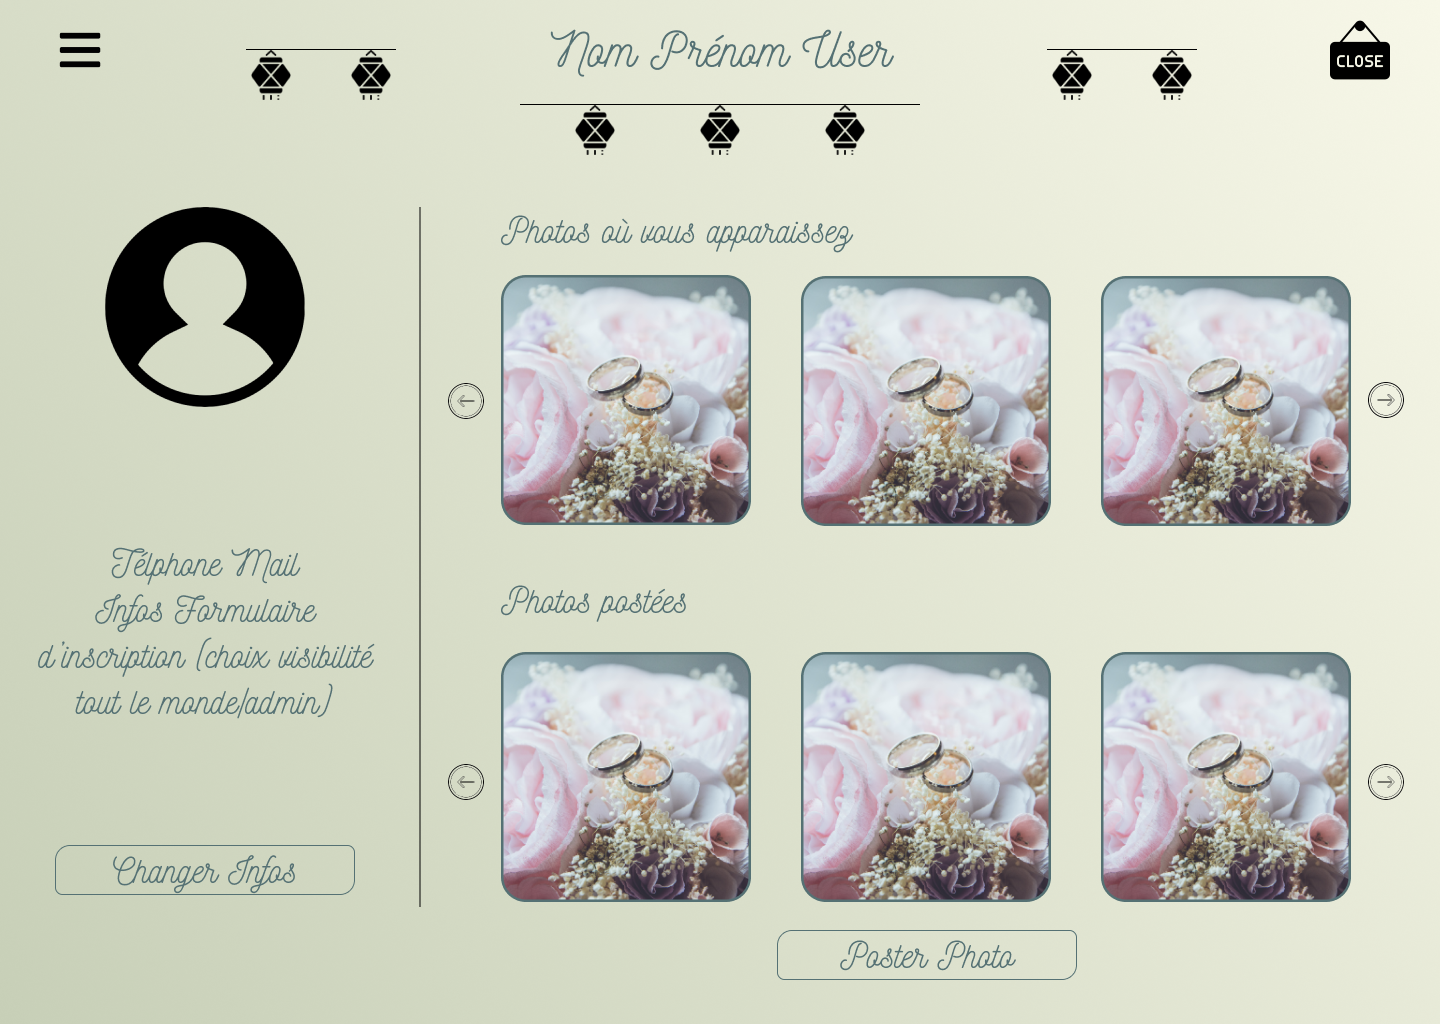 Nom Prénom User
CLOSE
Photos où vous apparaissez
Télphone Mail
Infos Formulaire
d'inscription (choix visibilité
tout le monde/admin)
Changer Infos
Photos postées
Poster Photo